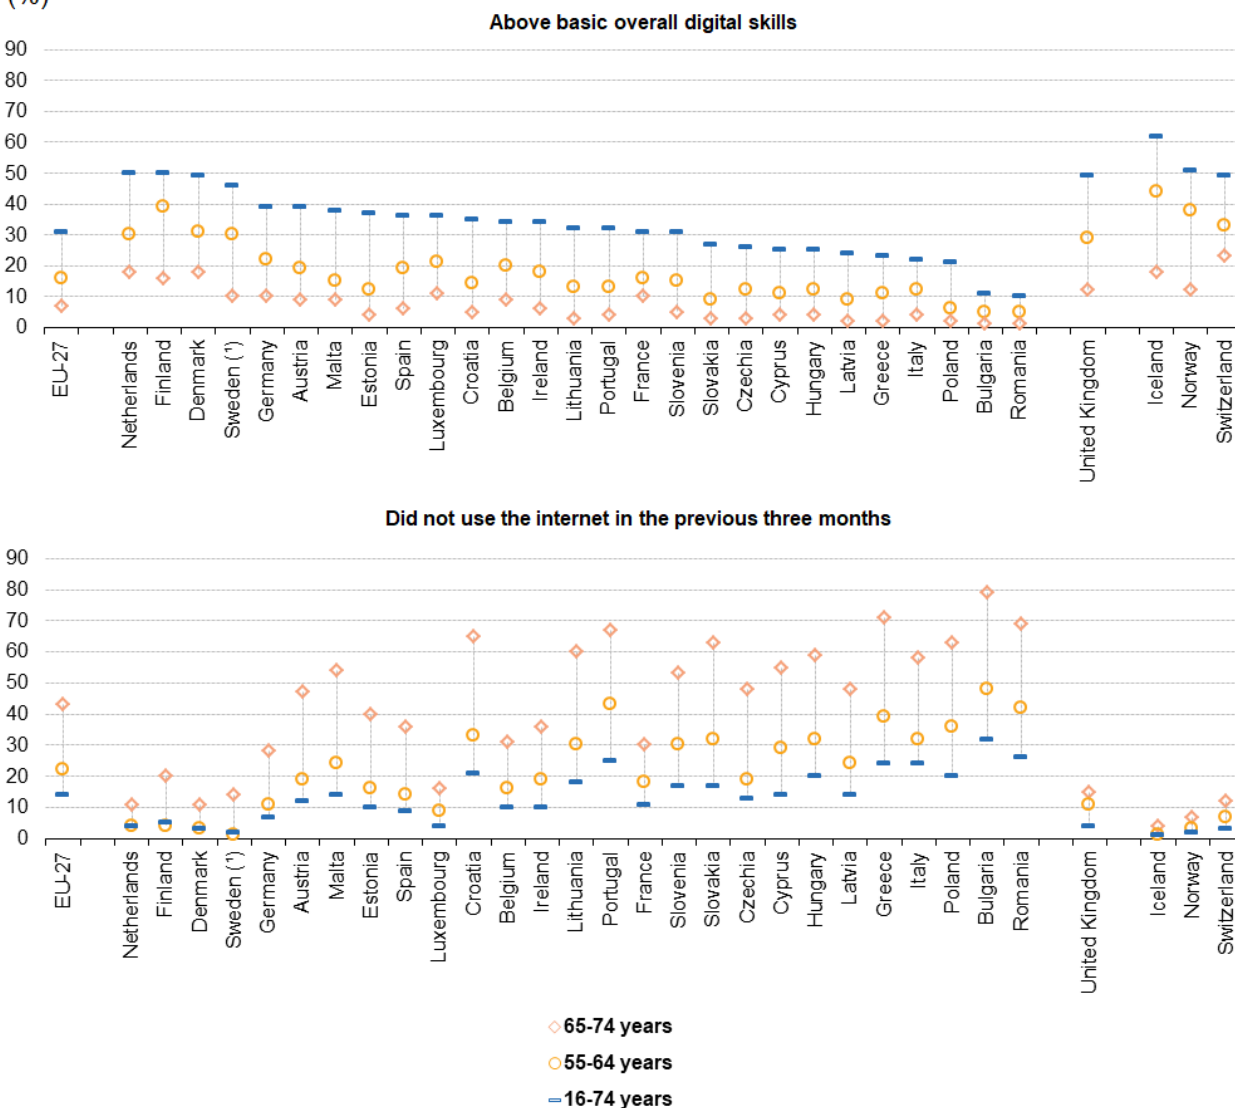 (%)
Above basic overall digital skills
90
80
70
60
50
40
30
20
10
0
EU-27
Netherlands
Finland
Denmark
Sweden (¹)
Germany
Austria
Malta
Estonia
Spain
Luxembourg
Croatia
Belgium
Ireland
Lithuania
Portugal
France
Slovenia
Slovakia
Czechia
Cyprus
Hungary
Latvia
Greece
Italy
Poland
Bulgaria
Romania
United Kingdom
Iceland
Norway
Switzerland
Did not use the internet in the previous three months
90
80
70
60
50
40
30
20
10
0
EU-27
Netherlands
Finland
Denmark
Sweden (¹)
Germany
Austria
Malta
Estonia
Spain
Luxembourg
Croatia
Belgium
Ireland
Lithuania
Portugal
France
Slovenia
Slovakia
Czechia
Cyprus
Hungary
Latvia
Greece
Italy
Poland
Bulgaria
Romania
United Kingdom
Iceland
Norway
Switzerland
65-74 years
55-64 years
16-74 years